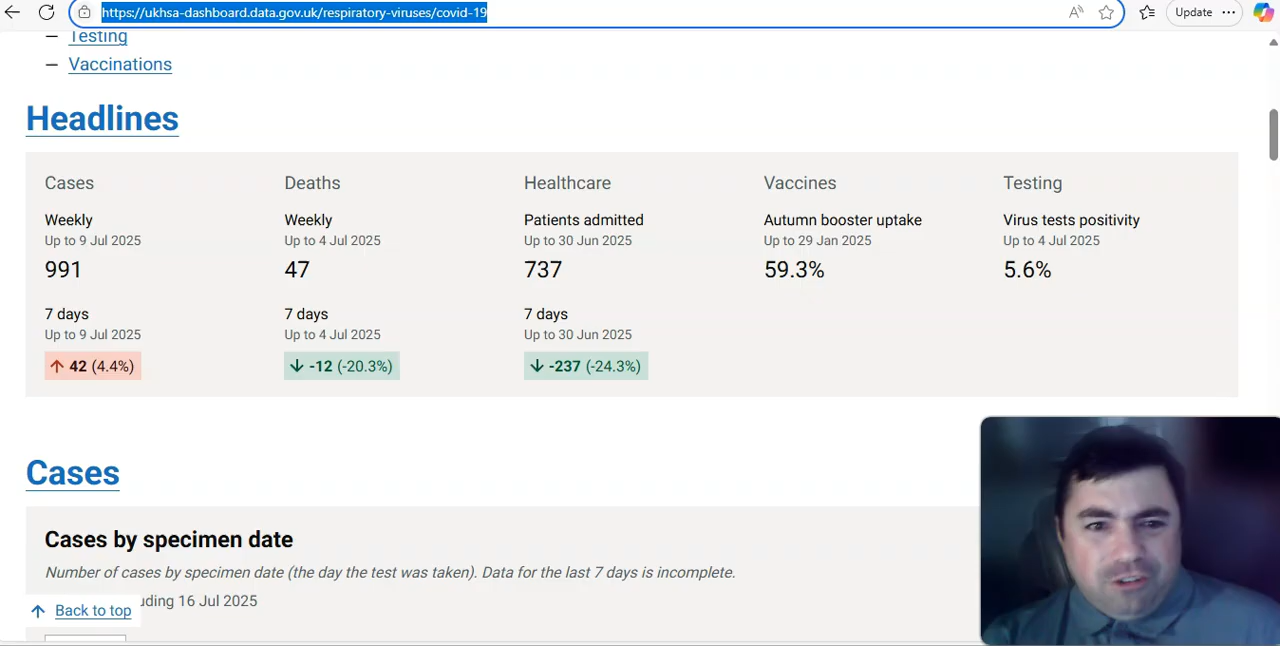 https://ukhsa-dashboard.data.gov.uk/respiratory-viruses/covid-19
Update
– Testing
– Vaccinations
Headlines
Cases
Weekly
Up to 9 Jul 2025
991
7 days
Up to 9 Jul 2025
↑ 42 (4.4%)
Deaths
Weekly
Up to 4 Jul 2025
47
7 days
Up to 4 Jul 2025
↓ -12 (-20.3%)
Healthcare
Patients admitted
Up to 30 Jun 2025
737
7 days
Up to 30 Jun 2025
↓ -237 (-24.3%)
Vaccines
Autumn booster uptake
Up to 29 Jan 2025
59.3%
Testing
Virus tests positivity
Up to 4 Jul 2025
5.6%
Cases
Cases by specimen date
Number of cases by specimen date (the day the test was taken). Data for the last 7 days is incomplete.
uding 16 Jul 2025
↑ Back to top